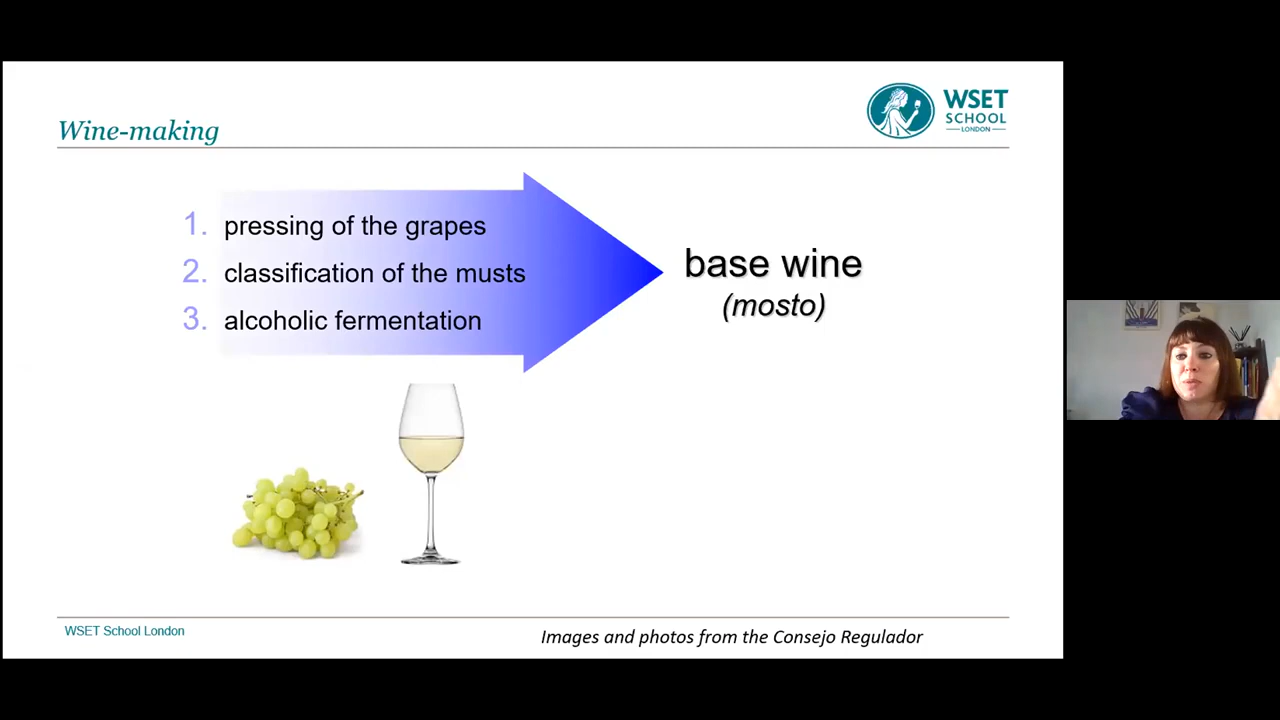 Wine-making
WSET
SCHOOL
LONDON
1. pressing of the grapes
2. classification of the musts
3. alcoholic fermentation
base wine
(mosto)
WSET School London
Images and photos from the Consejo Regulador